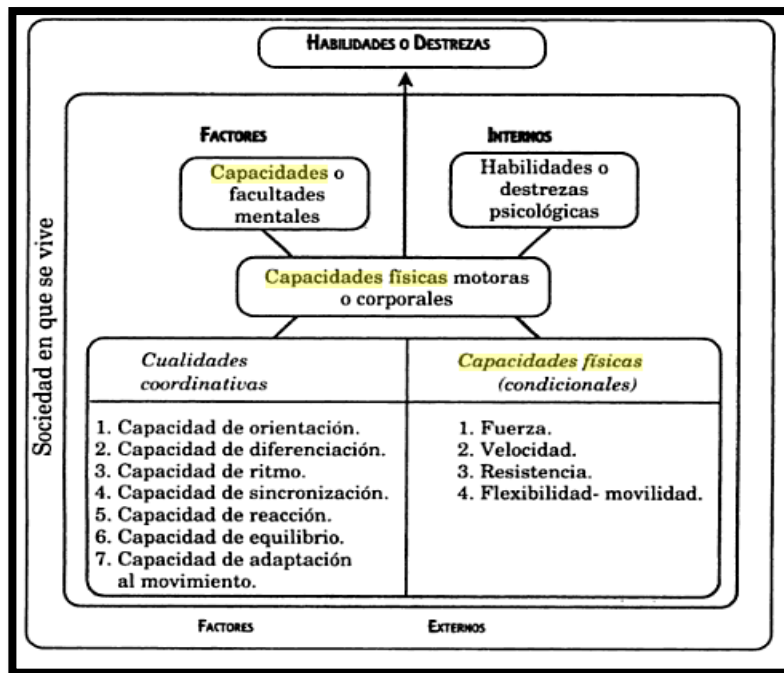 HABILIDADES O DESTREZAS
FACTORES
INTERNOS
Capacidades o
facultades
mentales
Habilidades o
destrezas
psicológicas
Capacidades físicas motoras
o corporales
Sociedad en que se vive
Cualidades
coordinativas
1. Capacidad de orientación.
2. Capacidad de diferenciación.
3. Capacidad de ritmo.
4. Capacidad de sincronización.
5. Capacidad de reacción.
6. Capacidad de equilibrio.
7. Capacidad de adaptación
al movimiento.
Capacidades físicas
(condicionales)
1. Fuerza.
2. Velocidad.
3. Resistencia.
4. Flexibilidad- movilidad.
FACTORES
EXTERNOS